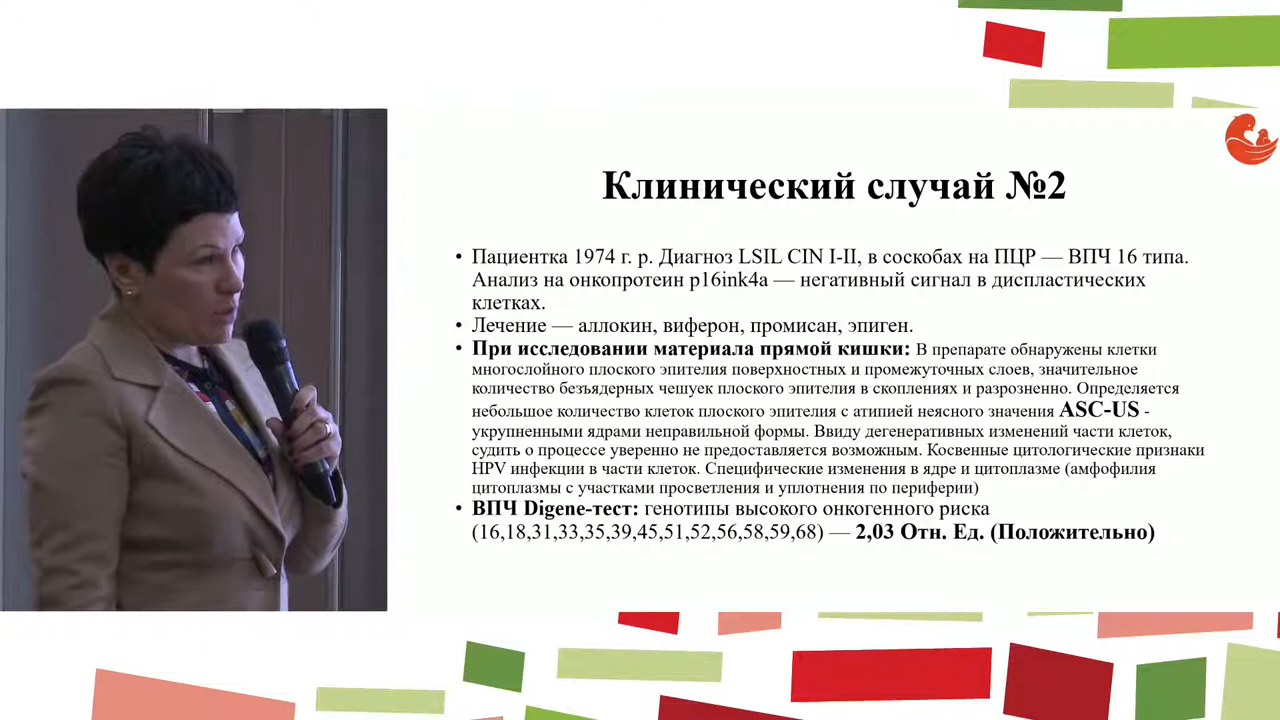 Клинический случай №2
• Пациентка 1974 г. р. Диагноз LSIL CIN I-II, в соскобах на ПЦР — ВПЧ 16 типа.
Анализ на онкопротеин p16ink4a — негативный сигнал в диспластических
клетках.
• Лечение — аллокин, виферон, промисан, эпиген.
• При исследовании материала прямой кишки: В препарате обнаружены клетки
многослойного плоского эпителия поверхностных и промежуточных слоев, значительное
количество безъядерных чешуек плоского эпителия в скоплениях и разрозненно. Определяется
небольшое количество клеток плоского эпителия с атипией неясного значения ASC-US -
укрупненными ядрами неправильной формы. Ввиду дегенеративных изменений части клеток,
судить о процессе уверенно не предоставляется возможным. Косвенные цитологические признаки
HPV инфекции в части клеток. Специфические изменения в ядре и цитоплазме (амфофилия
цитоплазмы с участками просветления и уплотнения по периферии)
• ВПЧ Digene-тест: генотипы высокого онкогенного риска
(16,18,31,33,35,39,45,51,52,56,58,59,68) — 2,03 Отн. Ед. (Положительно)